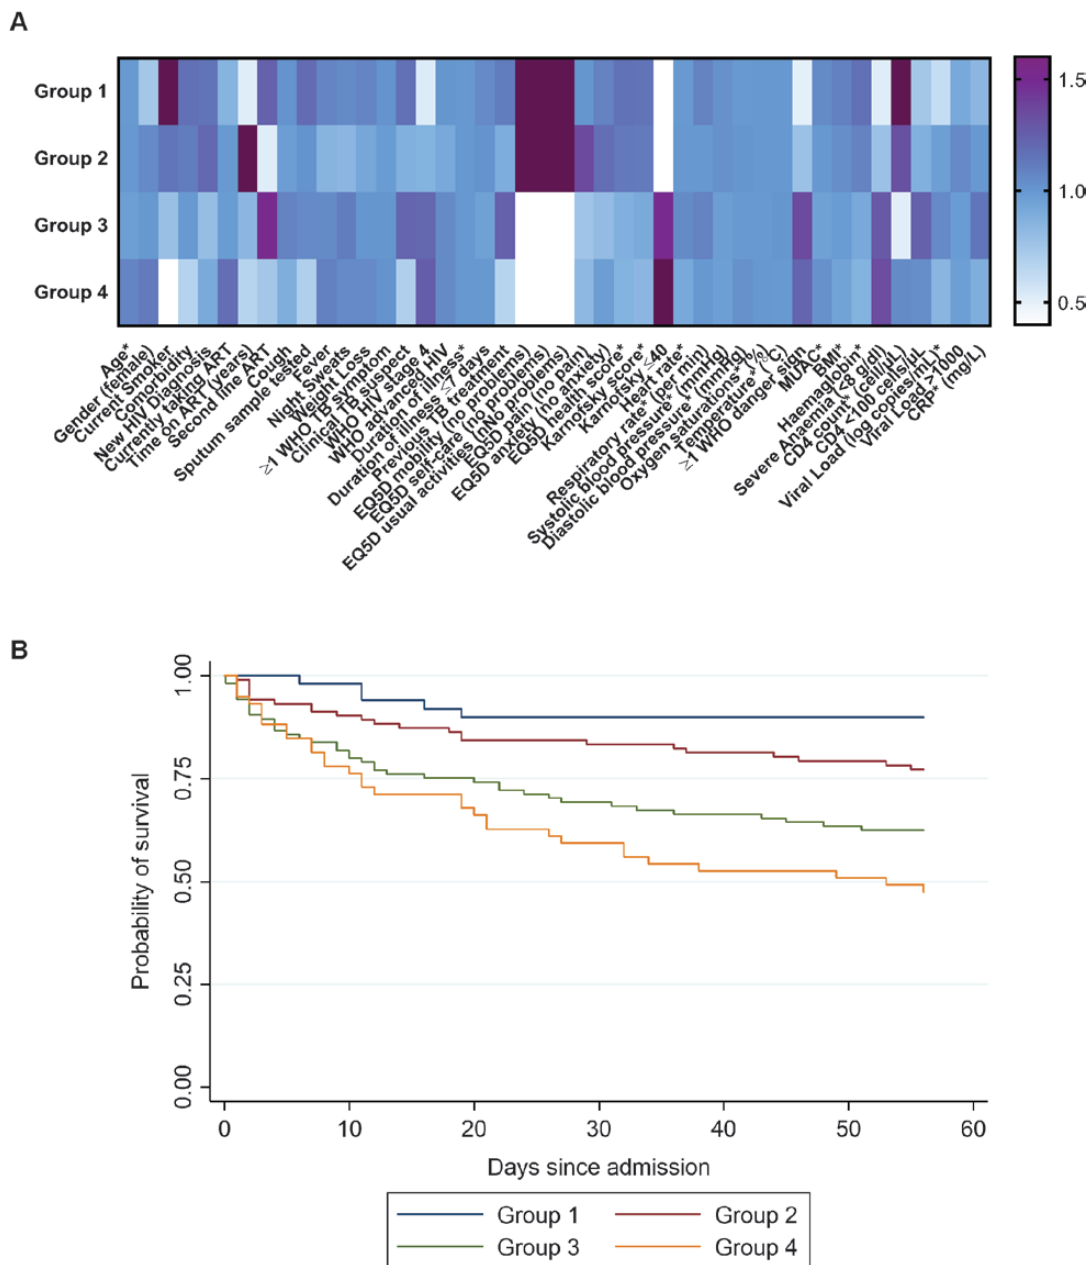 A
Group 1
Group 2
Group 3
Group 4
1.5
1.0
0.5
Age*
Gender (female)
Current Smoker
Comorbidity
New HIV Diagnosis
Currently taking ART
Time on ART (years)
Second line ART
Cough
Sputum sample tested
Fever
Night Sweats
Weight Loss
≥1 WHO TB symptom
Clinical TB suspect
WHO HIV stage 4
WHO advanced HIV
Duration of illness*
Duration of illness ≤7 days
Previous TB treatment
EQ5D mobility (no problems)
EQ5D self-care (no problems)
EQ5D usual activities (no problems)
EQ5D pain (no pain)
EQ5D anxiety (no anxiety)
EQ5D health score*
Karnofsky score*
Karnofsky ≤40
Heart rate*
Respiratory rate* (per min)
Systolic blood pressure* (mmHg)
Diastolic blood pressure* (mmHg)
Oxygen saturations* (%)
Temperature* (°C)
≥1 WHO danger sign
MUAC*
BMI*
Haemoglobin*
Severe Anaemia (<8 g/dl)
CD4 count* (cell/µL)
CD4 <100 cells/µL
Viral Load (log copies/mL)*
Viral Load >1000
CRP* (mg/L)
B
Probability of survival
1.00
0.75
0.50
0.25
0.00
0 10 20 30 40 50 60
Days since admission
Group 1 Group 2
Group 3 Group 4